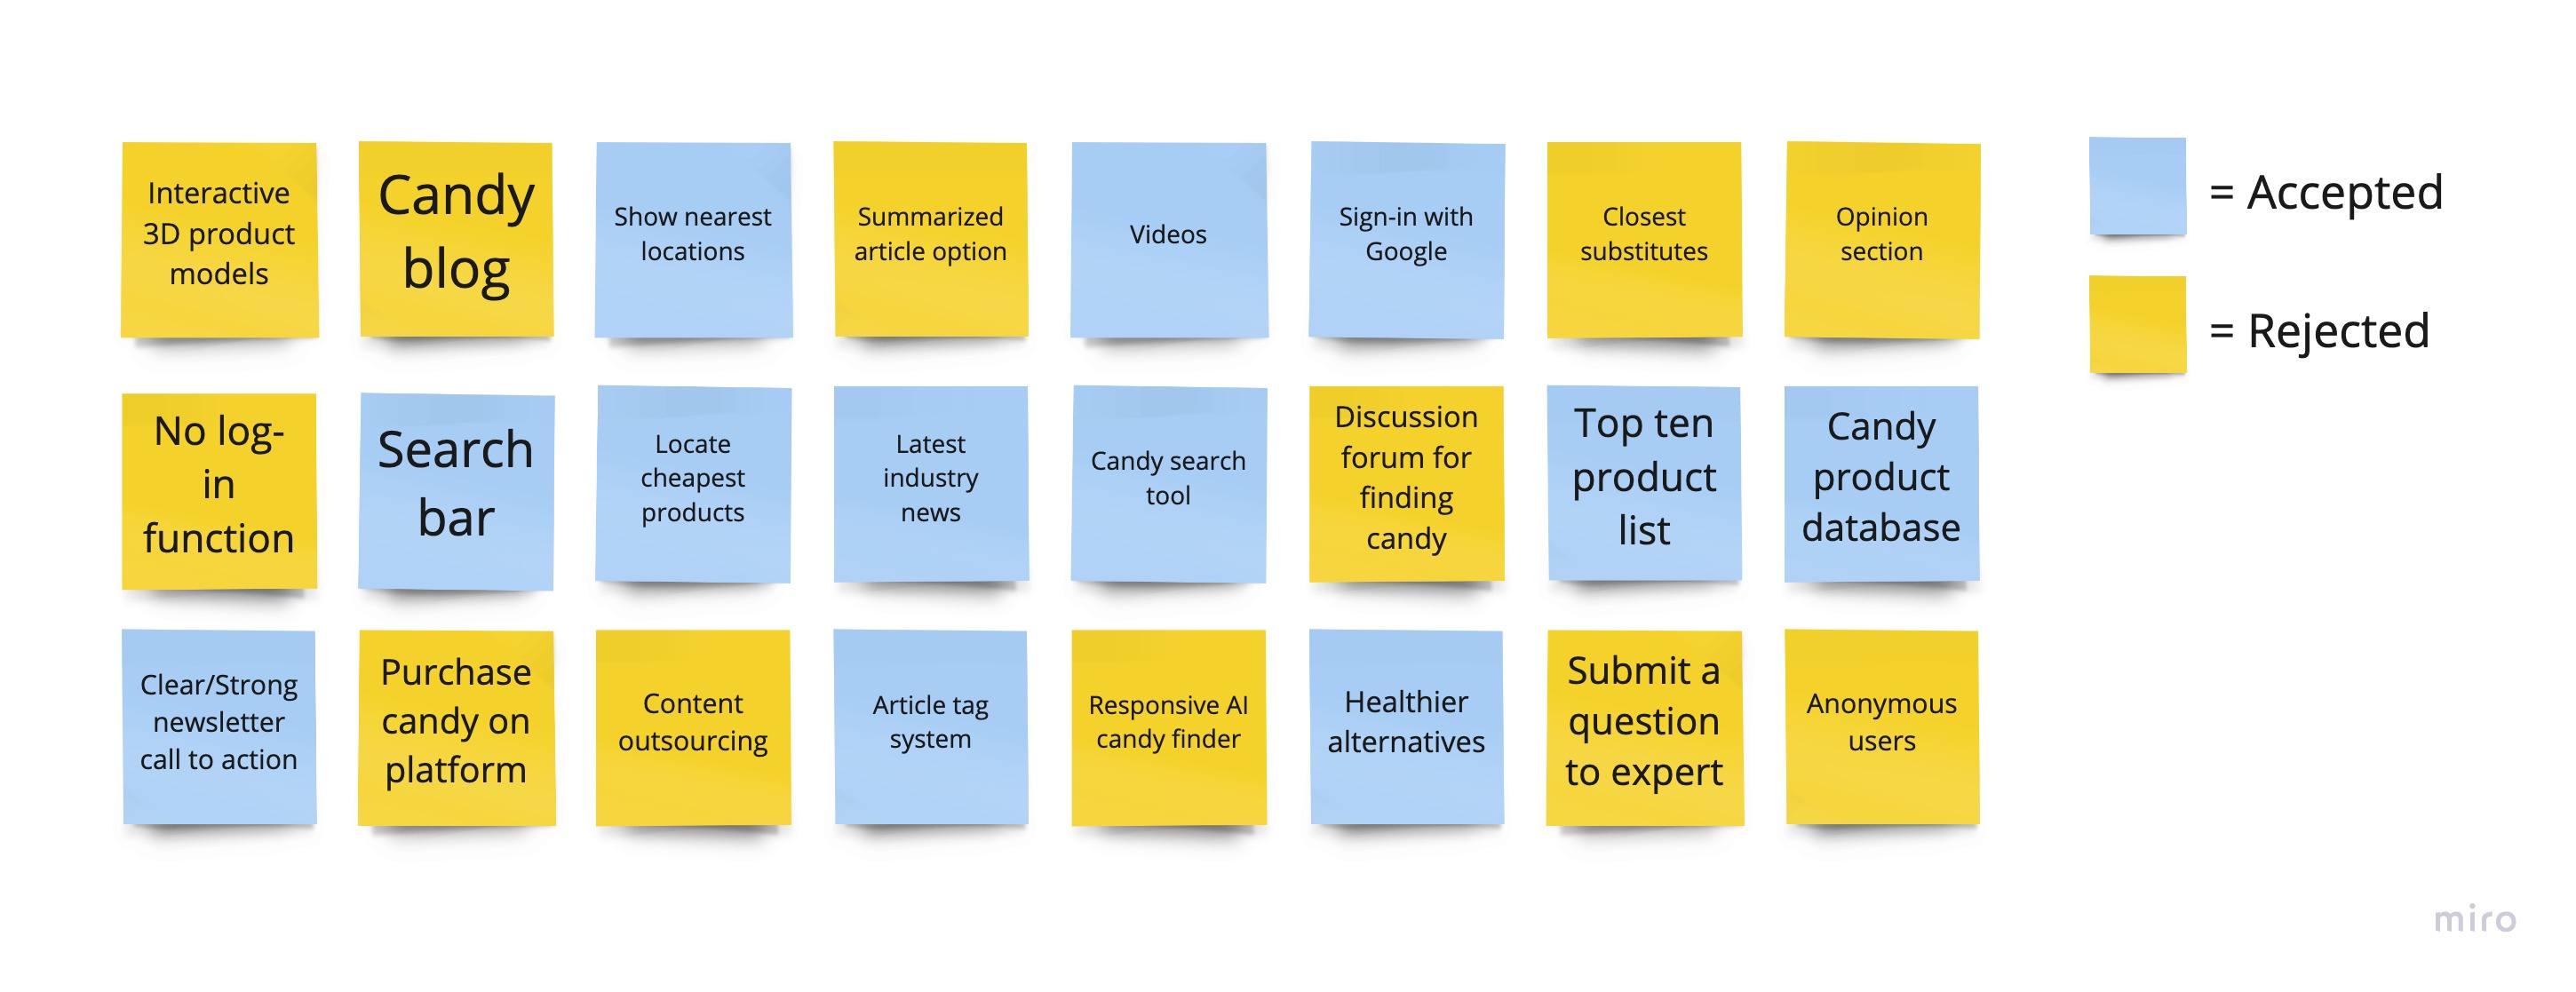 Interactive
3D product
models
Candy
blog
Show nearest
locations
Summarized
article option
Videos
Sign-in with
Google
Closest
substitutes
Opinion
section
= Accepted
= Rejected
No log-
in
function
Search
bar
Locate
cheapest
products
Latest
industry
news
Candy search
tool
Discussion
forum for
finding
candy
Top ten
product
list
Candy
product
database
Clear/Strong
newsletter
call to action
Purchase
candy on
platform
Content
outsourcing
Article tag
system
Responsive AI
candy finder
Healthier
alternatives
Submit a
question
to expert
Anonymous
users
miro